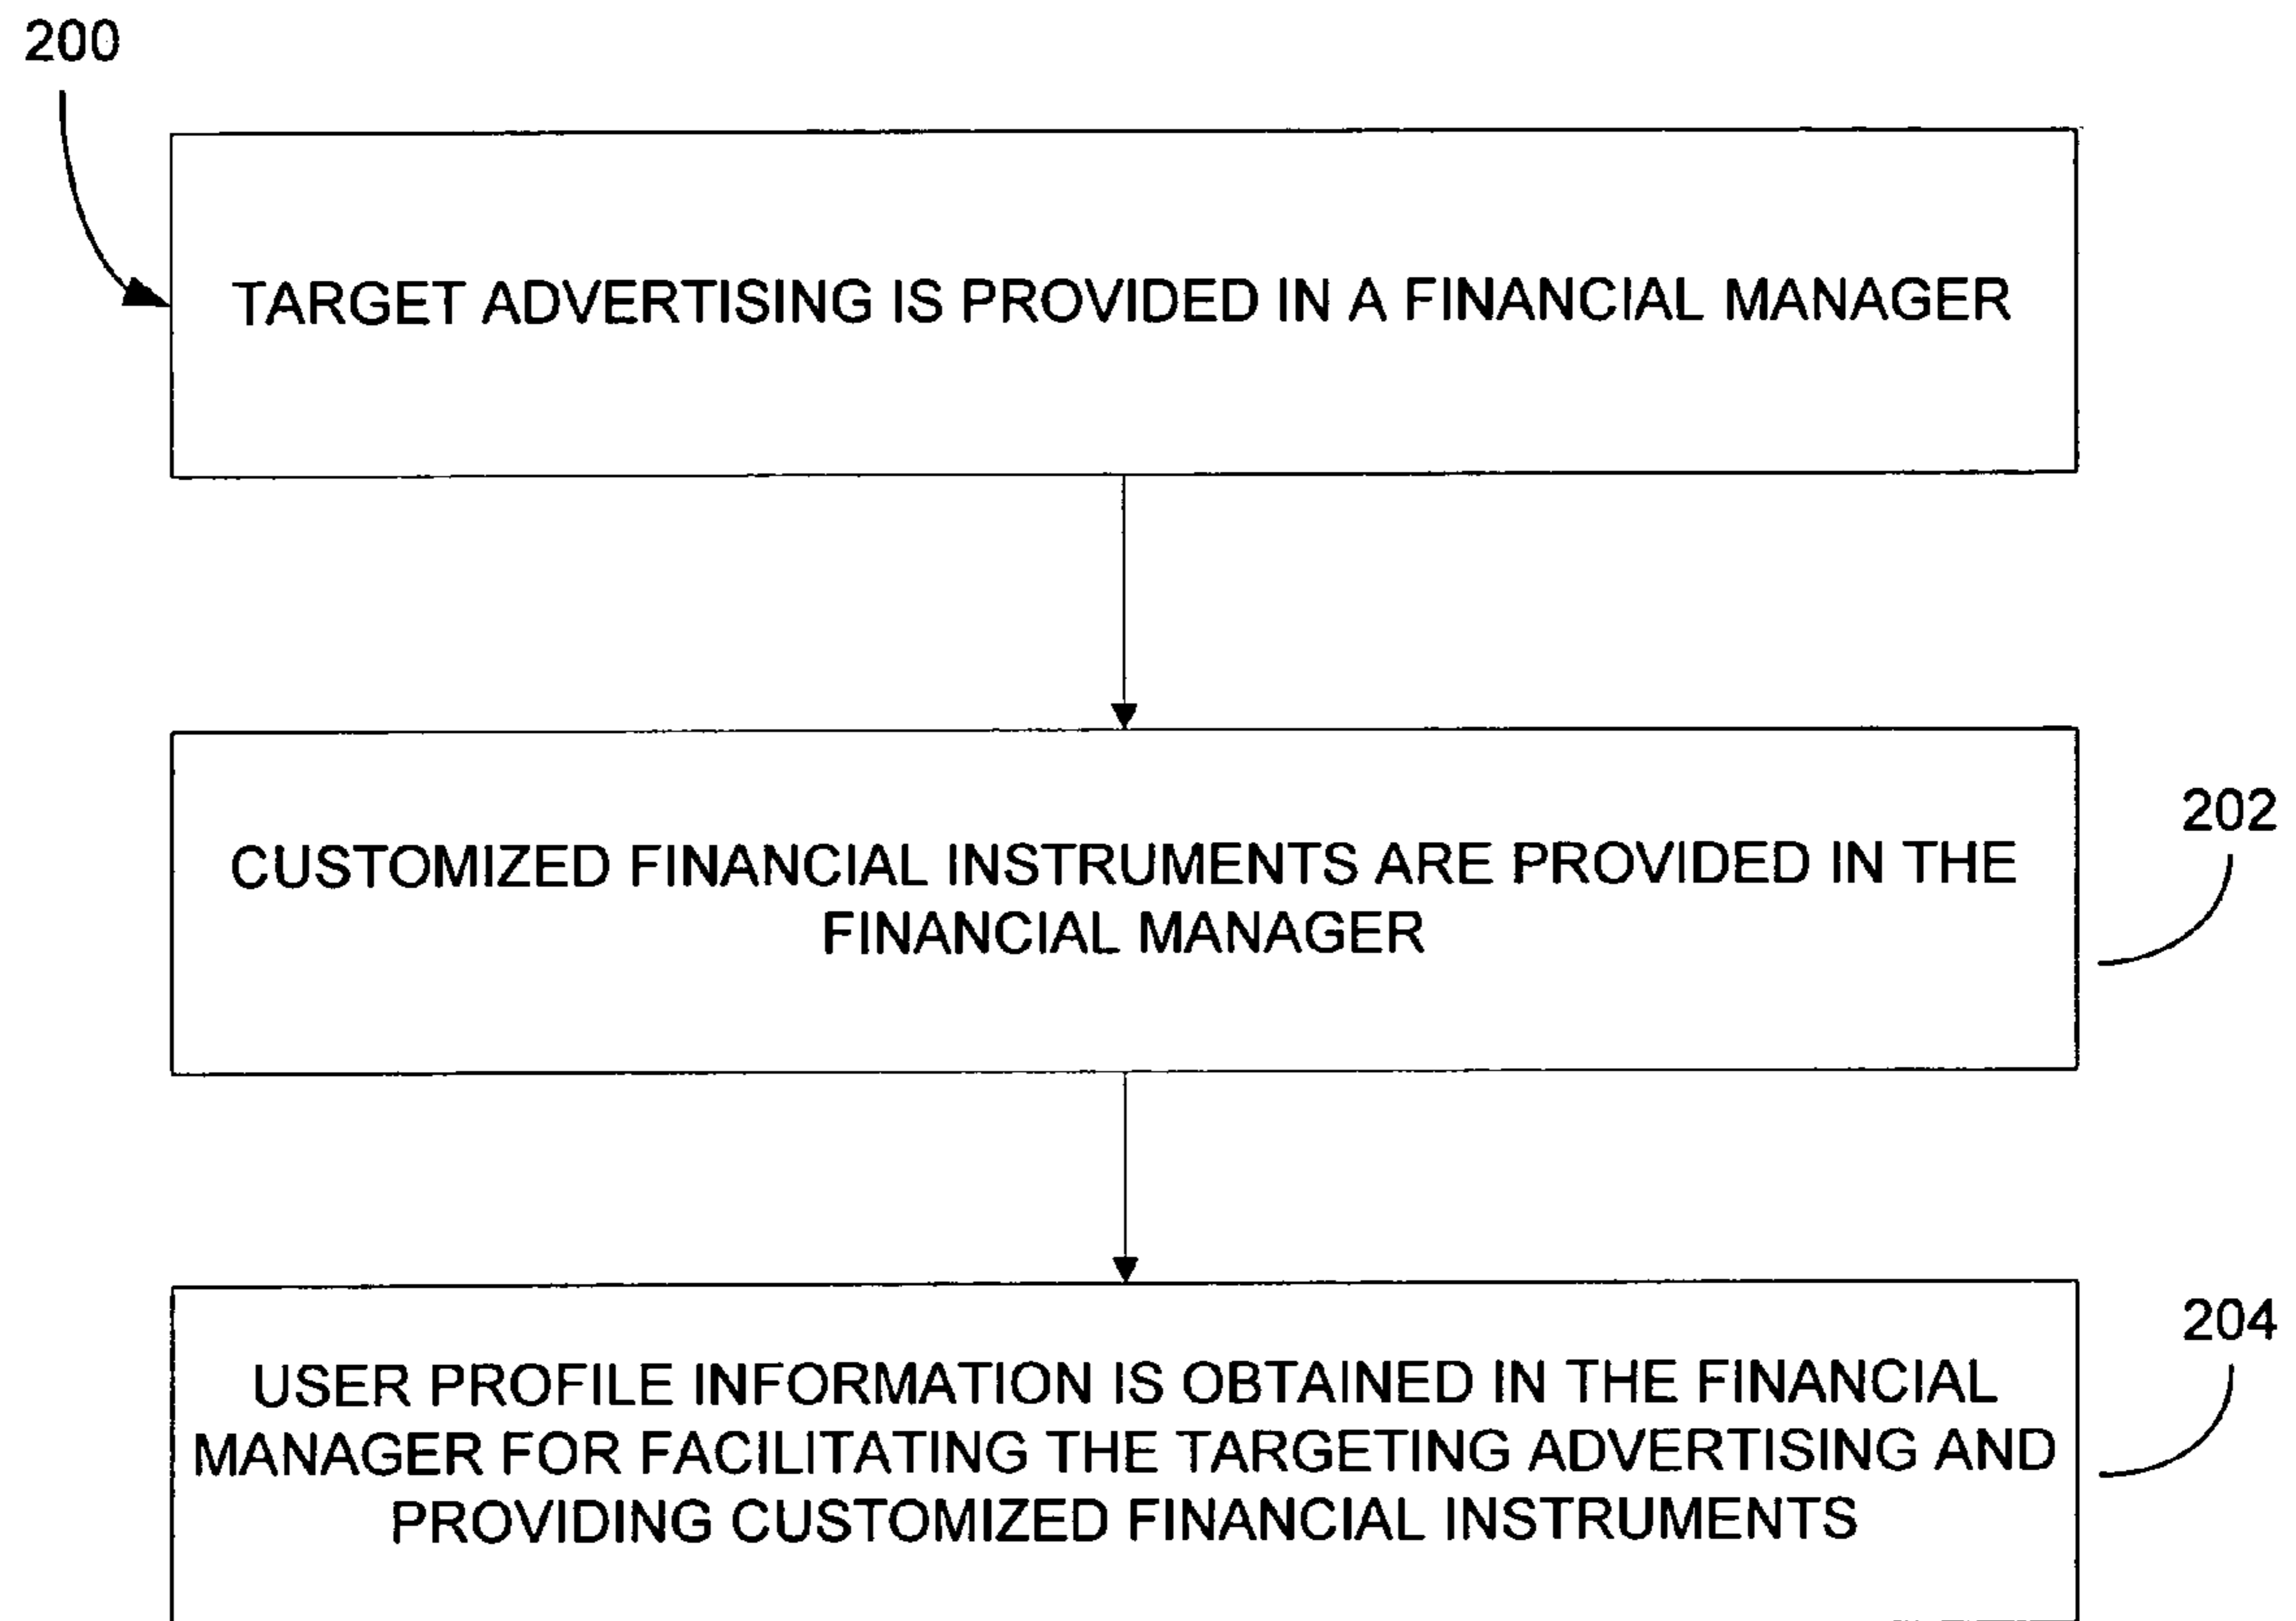 200
TARGET ADVERTISING IS PROVIDED IN A FINANCIAL MANAGER
202
CUSTOMIZED FINANCIAL INSTRUMENTS ARE PROVIDED IN THE
FINANCIAL MANAGER
204
USER PROFILE INFORMATION IS OBTAINED IN THE FINANCIAL
MANAGER FOR FACILITATING THE TARGETING ADVERTISING AND
PROVIDING CUSTOMIZED FINANCIAL INSTRUMENTS